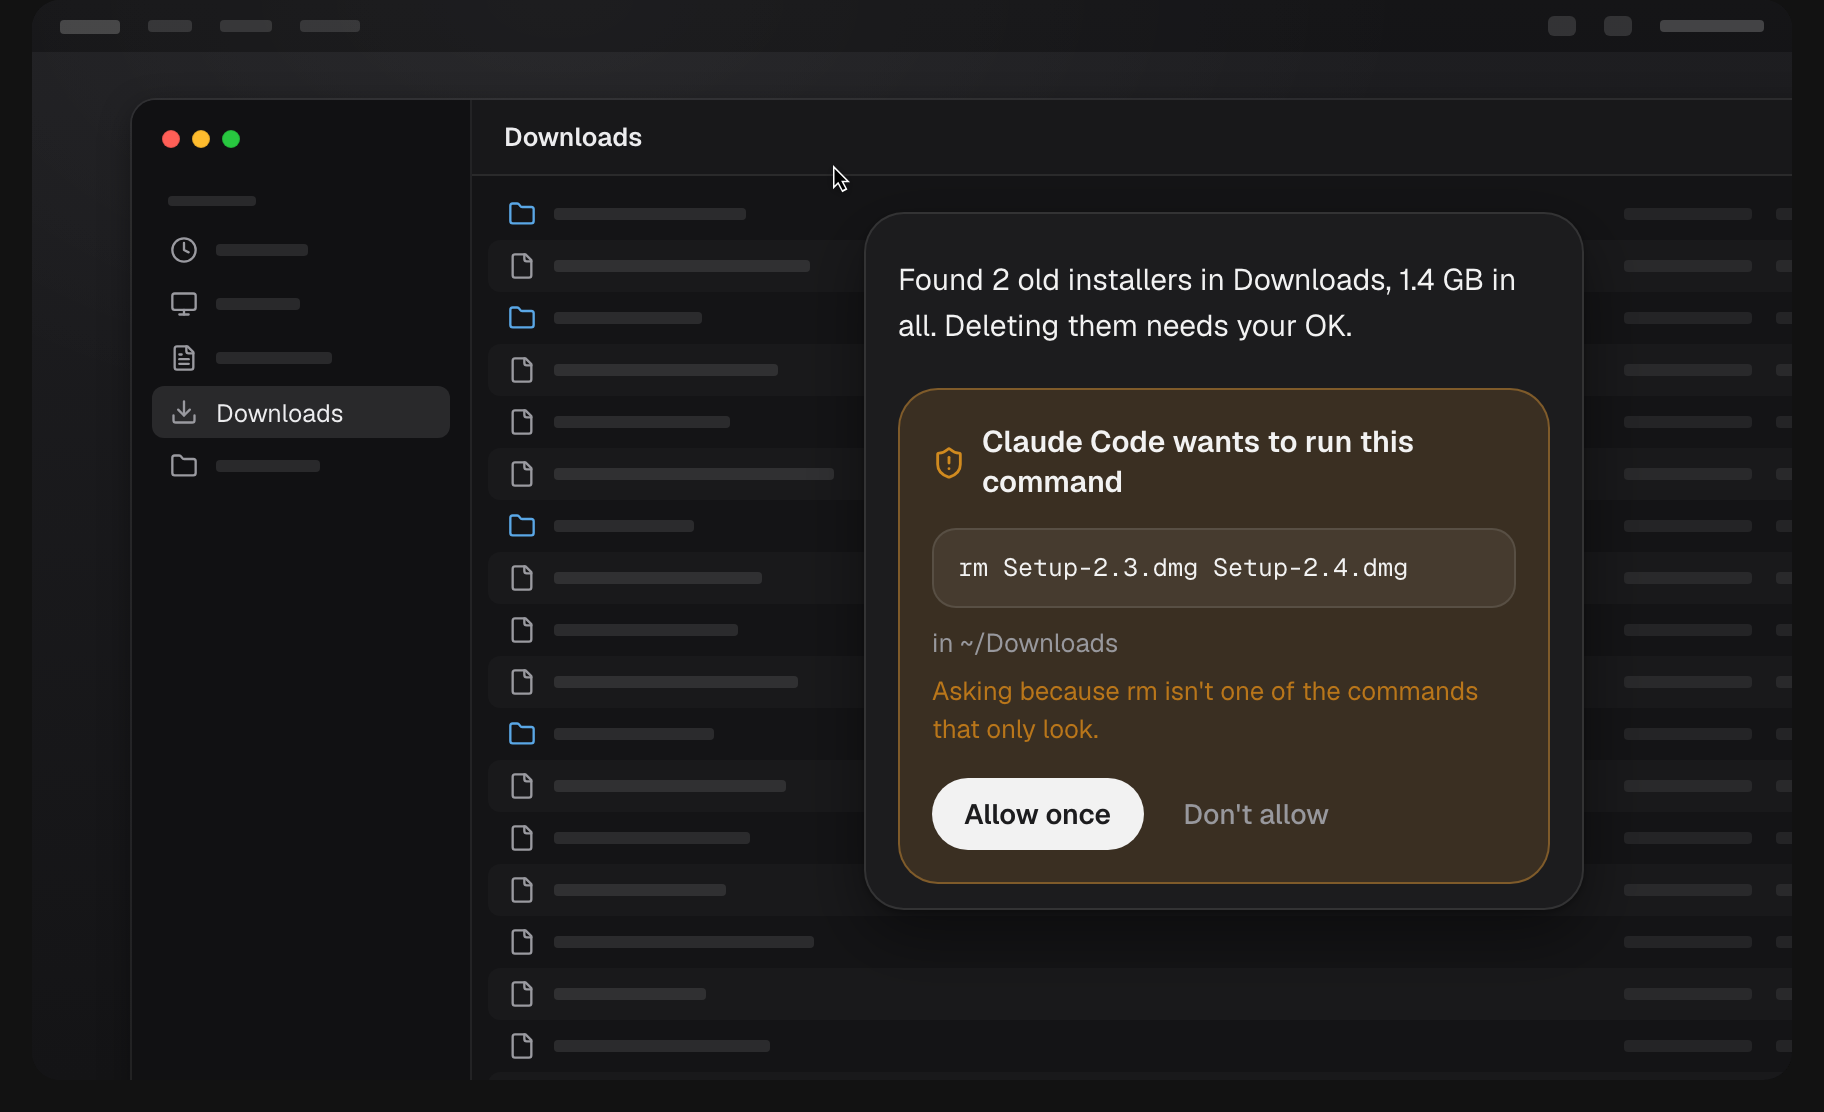 Downloads
Downloads
Found 2 old installers in Downloads, 1.4 GB in
all. Deleting them needs your OK.
Claude Code wants to run this
command
rm Setup-2.3.dmg Setup-2.4.dmg
in ~/Downloads
Asking because rm isn't one of the commands
that only look.
Allow once
Don't allow